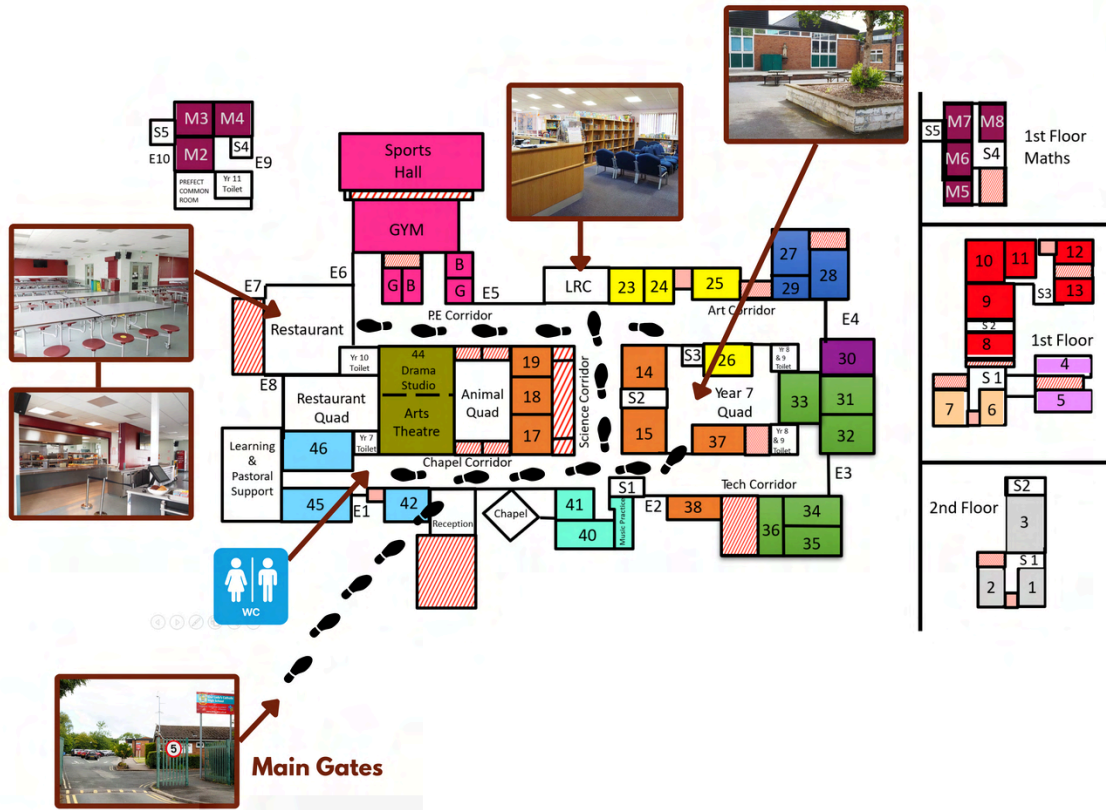 M3
M4
S5
S4
E10
M2
E9
PREFECT
COMMON
ROOM
Yr 11
Toilet
Sports
Hall
GYM
B
G
B
G
E7
E6
E5
Restaurant
P.E Corridor
LRC
23
24
25
27
28
29
Art Corridor
E4
E8
Yr 10
Toilet
44
Drama
Studio
Arts
Theatre
Animal
Quad
19
18
17
Science Corridor
14
S2
15
S3
26
Yr 8
& 9
Toilet
30
Year 7
Quad
33
31
32
37
Yr 8
& 9
Toilet
Restaurant
Quad
46
Yr 7
Toilet
Learning
&
Pastoral
Support
Chapel Corridor
Tech Corridor
E3
45
E1
42
Reception
Chapel
41
40
S1
Music Practice
E2
38
36
34
35
WC
5
Main Gates
M7
M8
S5
M6
S4
M5
1st Floor
Maths
10
11
12
13
S3
9
S 2
8
1st Floor
S 1
4
5
7
6
2nd Floor
S2
3
S 1
2
1